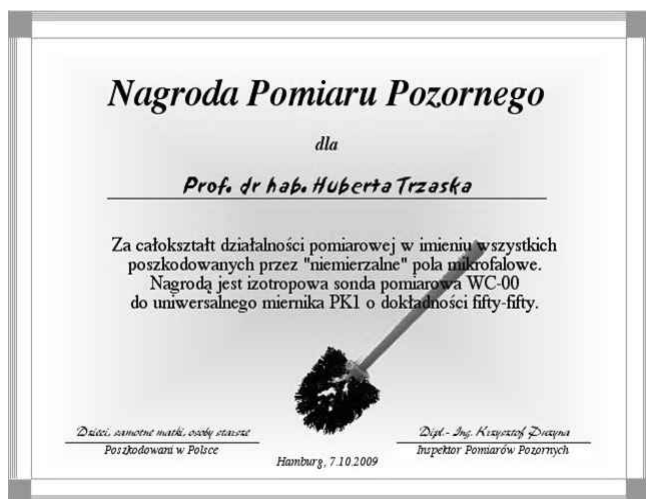 Nagroda Pomiaru Pozornego
dla
Prof. dr hab. Huberta Trzaska
Za całokształt działalności pomiarowej w imieniu wszystkich
poszkodowanych przez "niemierzalne" pola mikrofalowe.
Nagrodą jest izotropowa sonda pomiarowa WC-00
do uniwersalnego miernika PK1 o dokładności fifty-fifty.
Dzieci, samotne matki, osoby starsze
Poszkodowani w Polsce
Dipl.- Ing. Krzysztof
Inspektor Pomiarów Pozornych
Hamburg, 7.10.2009